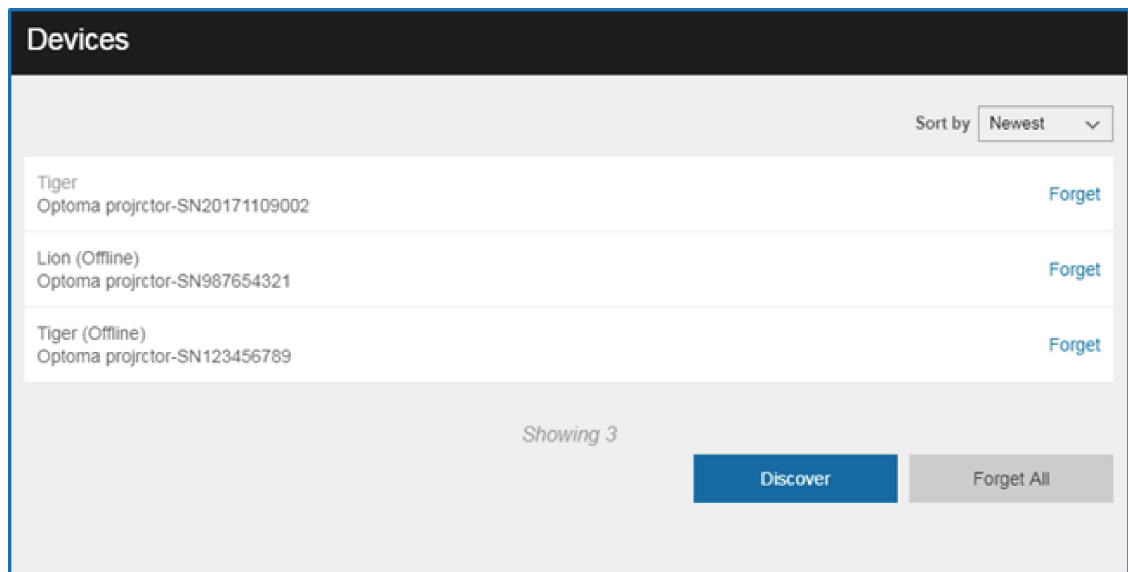 Devices
Sort by Newest
Tiger
Optoma projrctor-SN20171109002
Forget
Lion (Offline)
Optoma projrctor-SN987654321
Forget
Tiger (Offline)
Optoma projrctor-SN123456789
Forget
Showing 3
Discover
Forget All